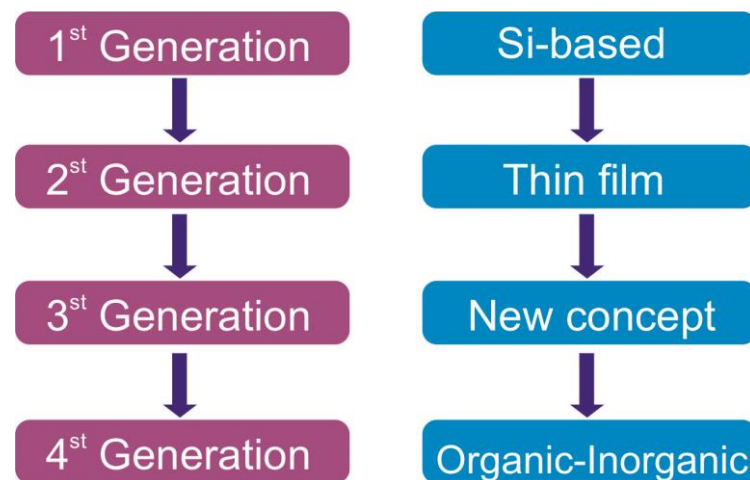 1st Generation
Si-based
2st Generation
Thin film
3st Generation
New concept
4st Generation
Organic-Inorganic